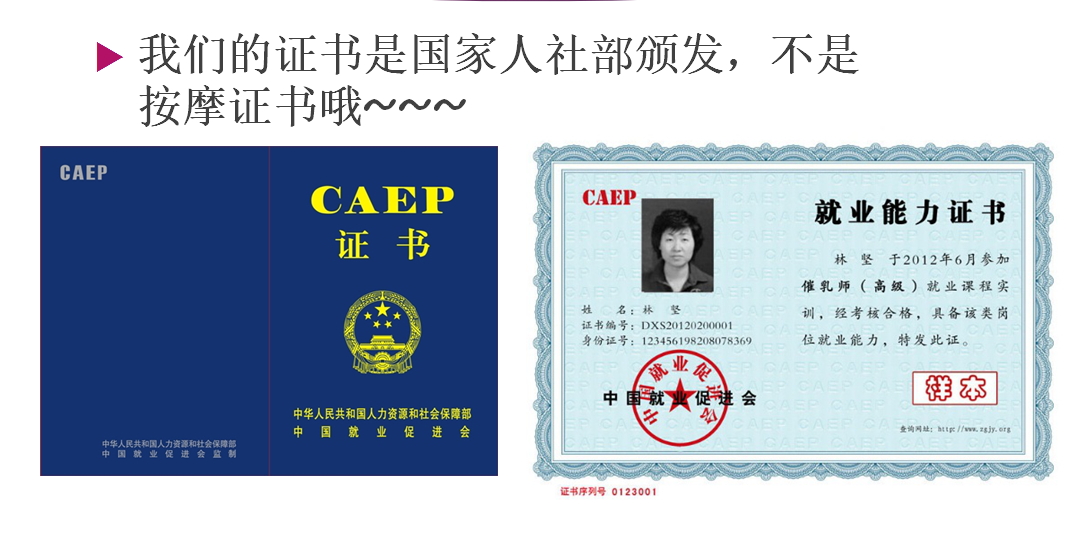 我们的证书是国家人社部颁发，不是
按摩证书哦~~~
CAEP
CAEP
证书
中华人民共和国人力资源和社会保障部
中国就业促进会
中华人民共和国人力资源和社会保障部
中国就业促进会监制
CAEP
就业能力证书
林 坚 于2012年6月参加
催乳师（高级）就业课程实
训，经考核合格，具备该类岗
位就业能力，特发此证。
姓 名：林 坚
证书编号：DXS20120200001
身份证号：123456198208078369
中国就业促进会
中国就业促进会
样本
查询网址：http://www.zgjy.org
证书序列号 0123001